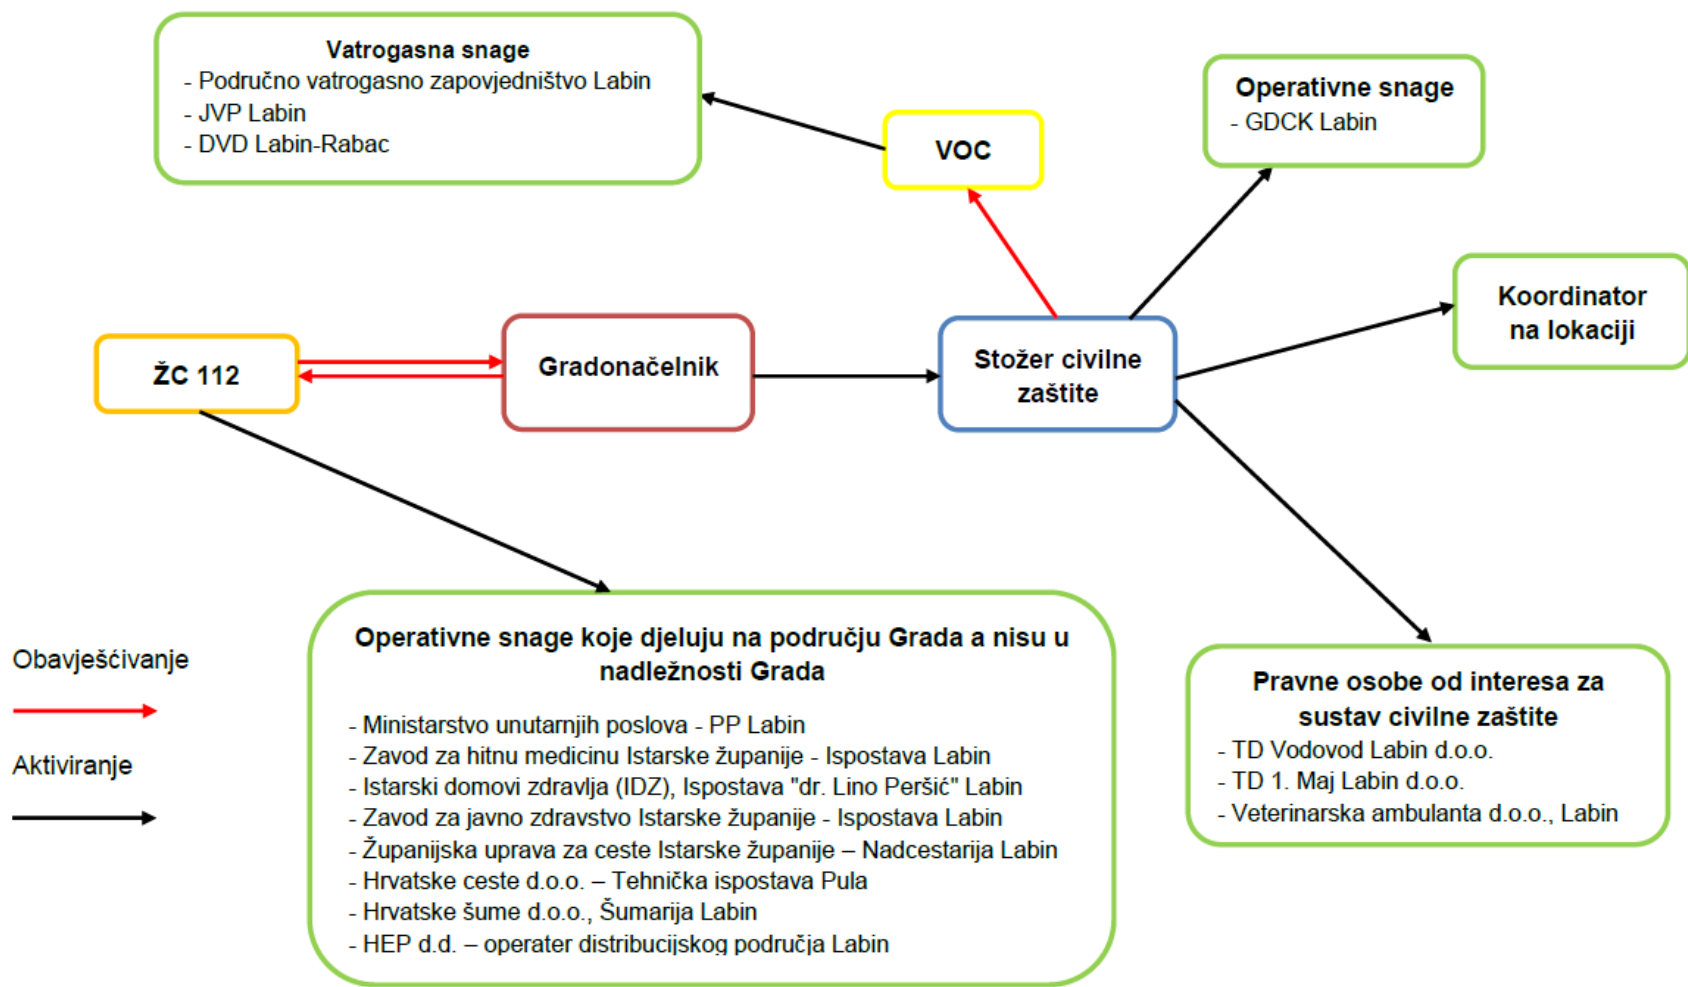 Vatrogasna snage
- Područno vatrogasno zapovjedništvo Labin
- JVP Labin
- DVD Labin-Rabac
VOC
Operativne snage
- GDCK Labin
Koordinator
na lokaciji
ŽC 112
Gradonačelnik
Stožer civilne
zaštite
Obavješćivanje
Aktiviranje
Operativne snage koje djeluju na području Grada a nisu u
nadležnosti Grada
- Ministarstvo unutarnjih poslova - PP Labin
- Zavod za hitnu medicinu Istarske županije - Ispostava Labin
- Istarski domovi zdravlja (IDZ), Ispostava "dr. Lino Peršić" Labin
- Zavod za javno zdravstvo Istarske županije - Ispostava Labin
- Županijska uprava za ceste Istarske županije – Nadcestarija Labin
- Hrvatske ceste d.o.o. – Tehnička ispostava Pula
- Hrvatske šume d.o.o., Šumarija Labin
- HEP d.d. – operater distribucijskog područja Labin
Pravne osobe od interesa za
sustav civilne zaštite
- TD Vodovod Labin d.o.o.
- TD 1. Maj Labin d.o.o.
- Veterinarska ambulanta d.o.o., Labin